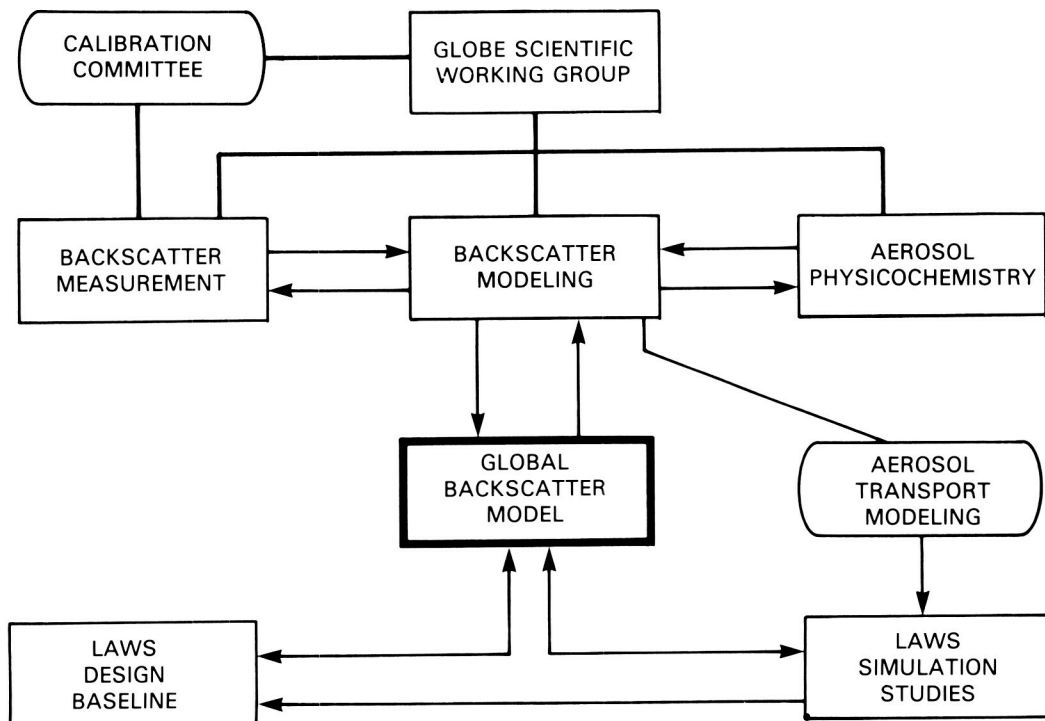 CALIBRATION
COMMITTEE
GLOBE SCIENTIFIC
WORKING GROUP
BACKSCATTER
MEASUREMENT
BACKSCATTER
MODELING
AEROSOL
PHYSICOCHEMISTRY
GLOBAL
BACKSCATTER
MODEL
AEROSOL
TRANSPORT
MODELING
LAWS
DESIGN
BASELINE
LAWS
SIMULATION
STUDIES